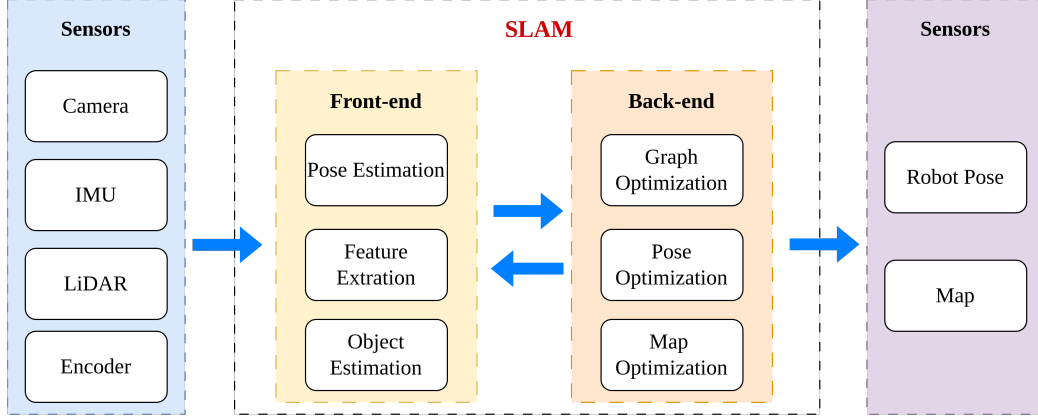 Sensors
Camera
IMU
LiDAR
Encoder
SLAM
Front-end
Pose Estimation
Feature
Extration
Object
Estimation
Back-end
Graph
Optimization
Pose
Optimization
Map
Optimization
Sensors
Robot Pose
Map